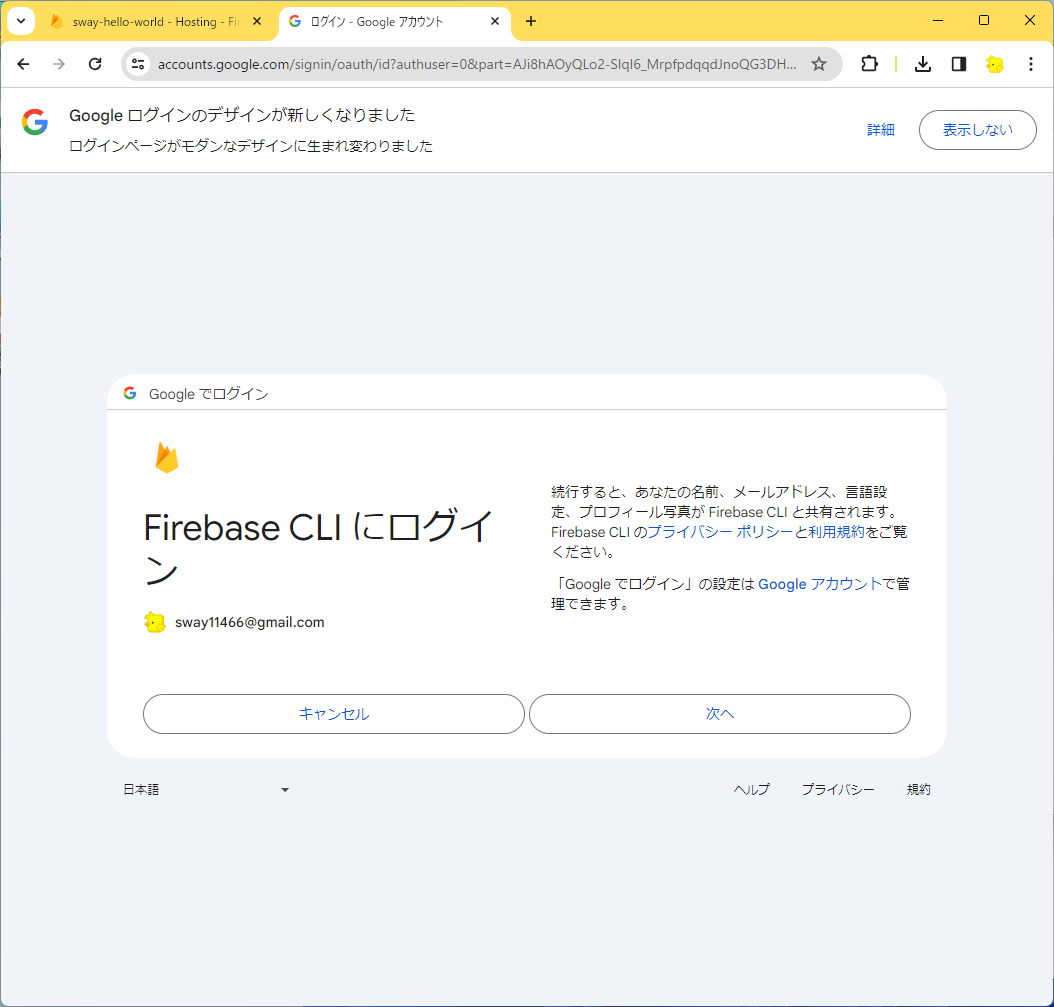 sway-hello-world - Hosting - Fi
ログイン - Google アカウント
accounts.google.com/signin/oauth/id?authuser=0&part=AJi8hAOyQLo2-SIqI6_MrpfpdqqdJnoQG3DH...
Google ログインのデザインが新しくなりました
ログインページがモダンなデザインに生まれ変わりました
詳細
表示しない
Google でログイン
Firebase CLI にログイ
ン
sway11466@gmail.com
続行すると、あなたの名前、メールアドレス、言語設
定、プロフィール写真が Firebase CLI と共有されます。
Firebase CLI のプライバシー ポリシーと利用規約をご覧
ください。
「Google でログイン」の設定は Google アカウントで管
理できます。
キャンセル
次へ
日本語
ヘルプ
プライバシー
規約